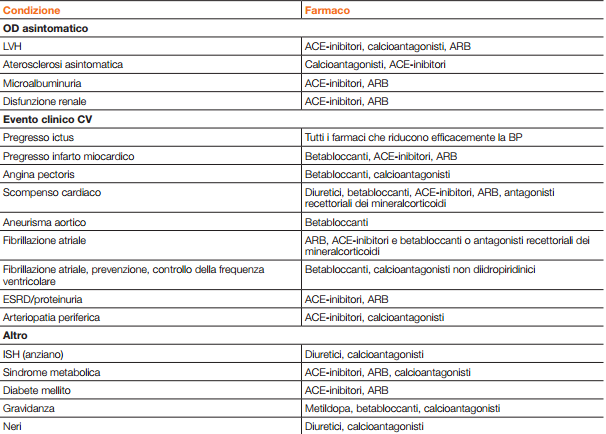 Condizione Farmaco
OD asintomatico
LVH ACE-inibitori, calcioantagonisti, ARB
Aterosclerosi asintomatica Calcioantagonisti, ACE-inibitori
Microalbuminuria ACE-inibitori, ARB
Disfunzione renale ACE-inibitori, ARB
Evento clinico CV
Pregresso ictus Tutti i farmaci che riducono efficacemente la BP
Pregresso infarto miocardico Betabloccanti, ACE-inibitori, ARB
Angina pectoris Betabloccanti, calcioantagonisti
Scompenso cardiaco Diuretici, betabloccanti, ACE-inibitori, ARB, antagonisti
recettoriali dei mineralcorticoidi
Aneurisma aortico Betabloccanti
Fibrillazione atriale ARB, ACE-inibitori e betabloccanti o antagonisti recettoriali dei
mineralcorticoidi
Fibrillazione atriale, prevenzione, controllo della frequenza Betabloccanti, calcioantagonisti non diidropiridinici
ventricolare
ESRD/proteinuria ACE-inibitori, ARB
Arteriopatia periferica ACE-inibitori, calcioantagonisti
Altro
ISH (anziano) Diuretici, calcioantagonisti
Sindrome metabolica ACE-inibitori, ARB, calcioantagonisti
Diabete mellito ACE-inibitori, ARB
Gravidanza Metildopa, betabloccanti, calcioantagonisti
Neri Diuretici, calcioantagonisti